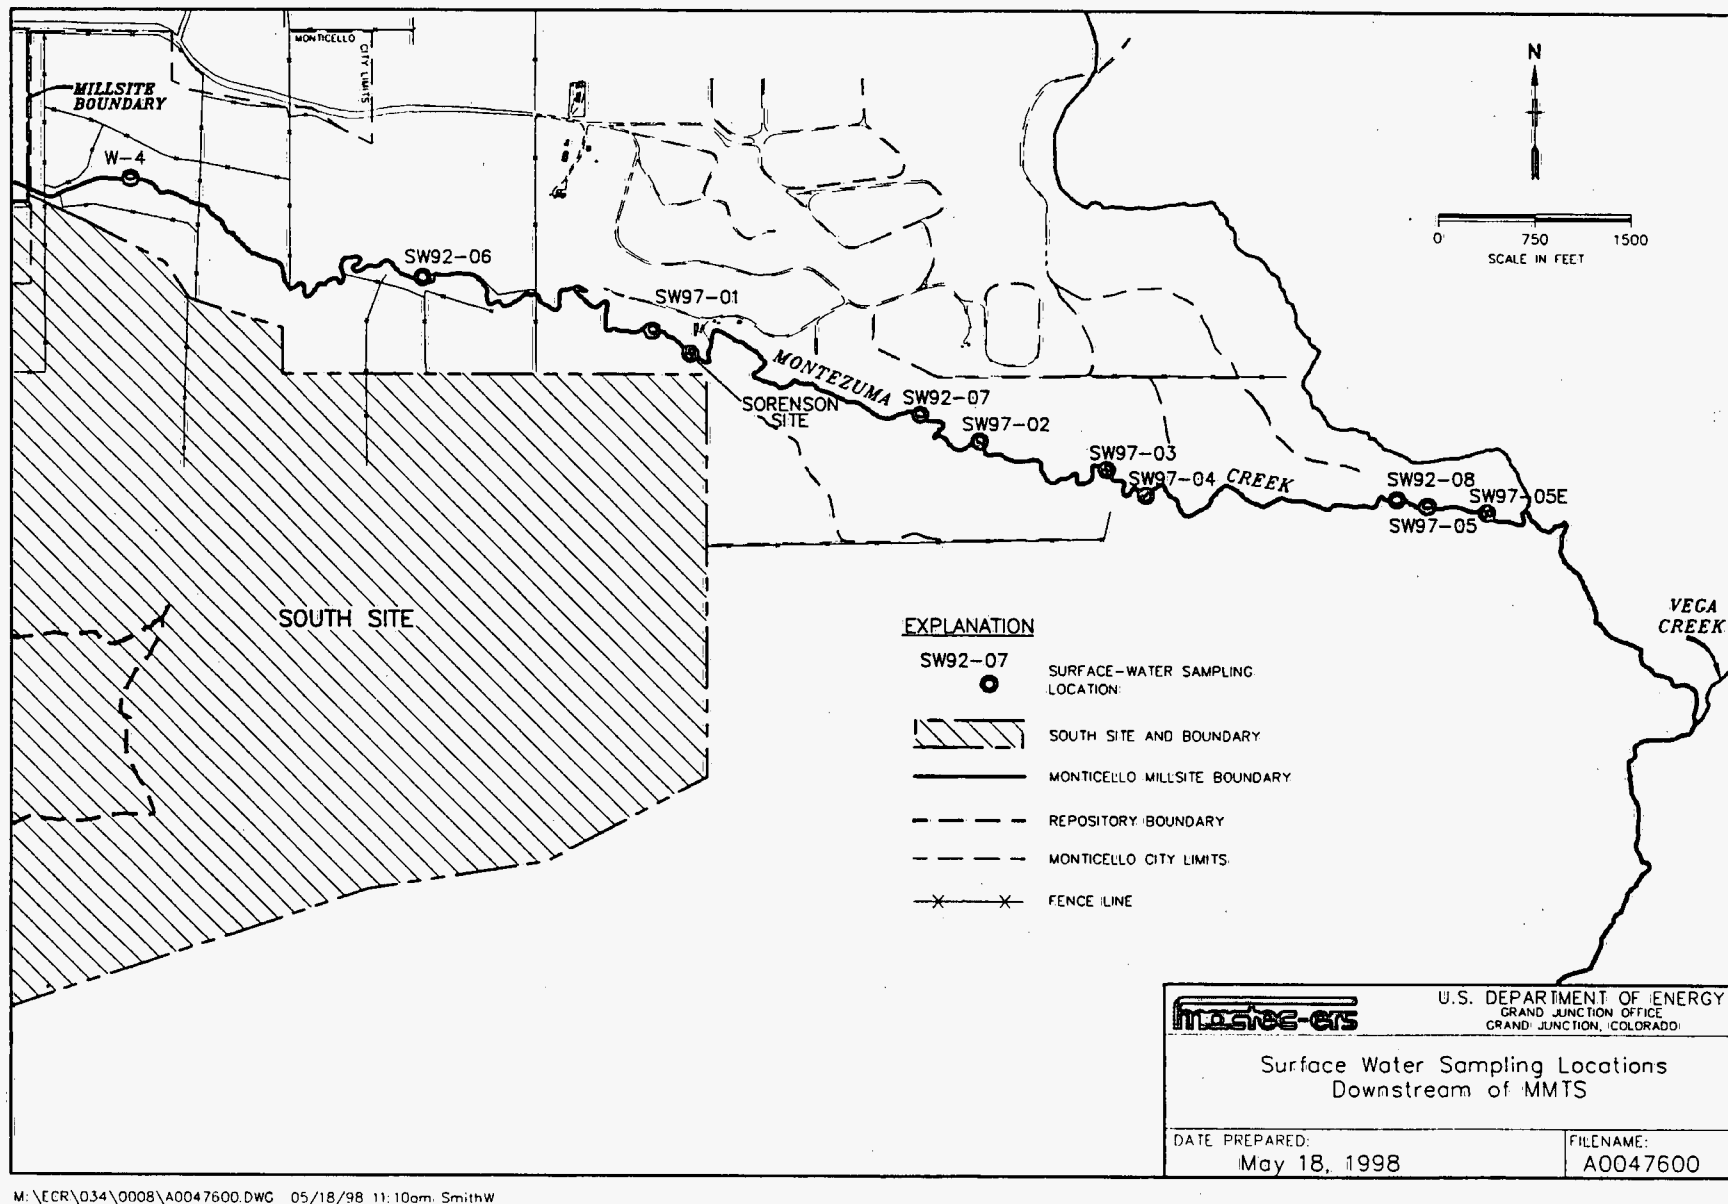 MONTICELLO
CITY LIMITS
MILLSITE
BOUNDARY
W-4
N
0 750 1500
SCALE IN FEET
SW92-06
SW97-01
MONTEZUMA
SORENSON
SITE
SW92-07
SW97-02
SW97-03
SW97-04
CREEK
SW92-08
SW97-05E
SW97-05
SOUTH SITE
VEGA
CREEK
EXPLANATION
SW92-07
SURFACE-WATER SAMPLING
LOCATION
SOUTH SITE AND BOUNDARY
MONTICELLO MILLSITE BOUNDARY
REPOSITORY BOUNDARY
MONTICELLO CITY LIMITS
FENCE LINE
mactec-ers
U.S. DEPARTMENT OF ENERGY
GRAND JUNCTION OFFICE
GRAND JUNCTION, COLORADO
Surface Water Sampling Locations
Downstream of MMTS
DATE PREPARED:
May 18, 1998
FILENAME:
A0047600
M:\ECR\034\0008\A0047600.DWG 05/18/98 11:10am SmithW